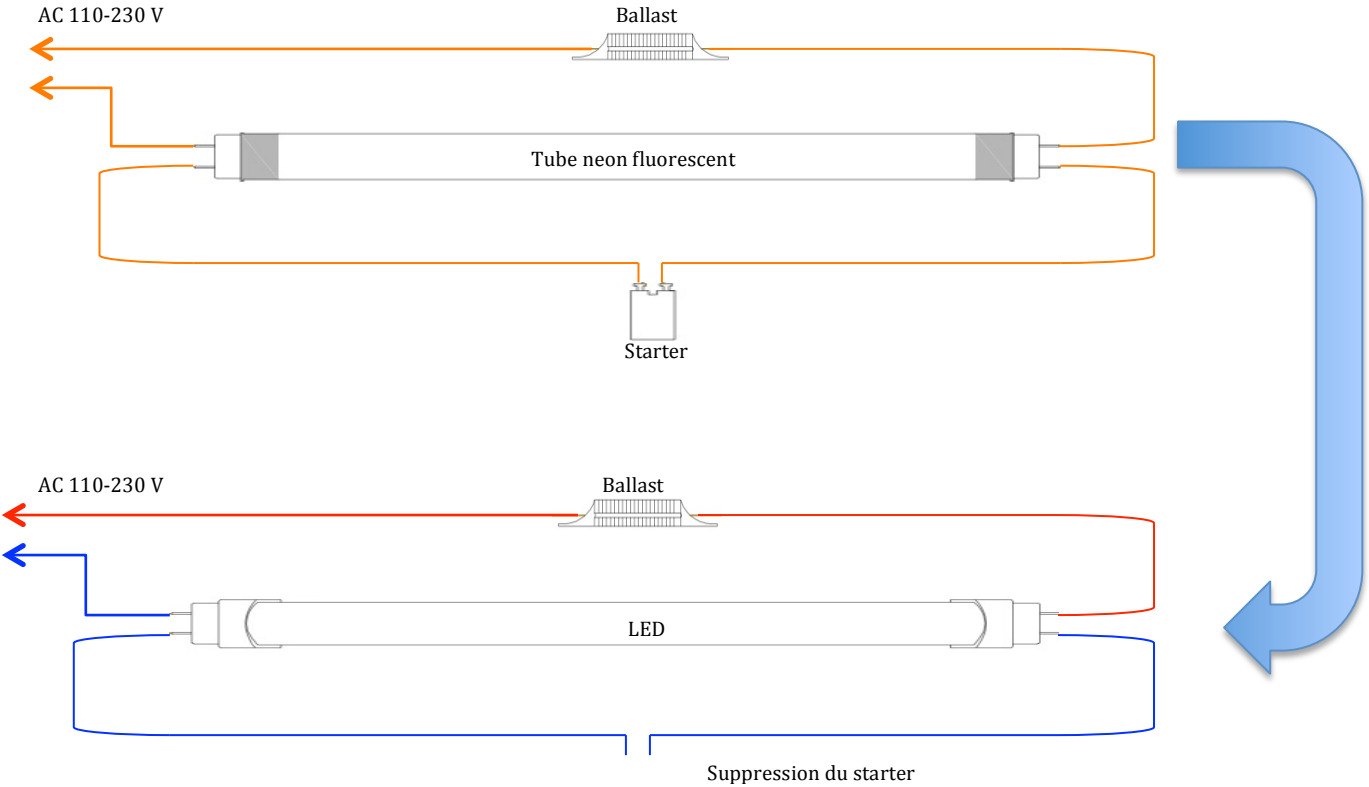 AC 110-230 V
Ballast
Tube neon fluorescent
Starter
AC 110-230 V
Ballast
LED
Suppression du starter